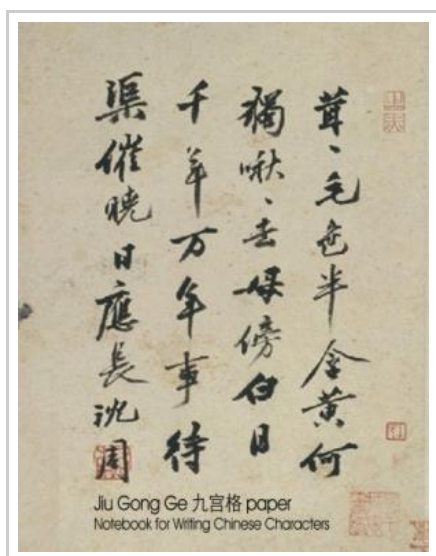 茸々毛色半含黄何
獨啾々去母傍白日
千年万年事待
渠催曉日應長沈周
Jiu Gong Ge 九宫格 paper
Notebook for Writing Chinese Characters